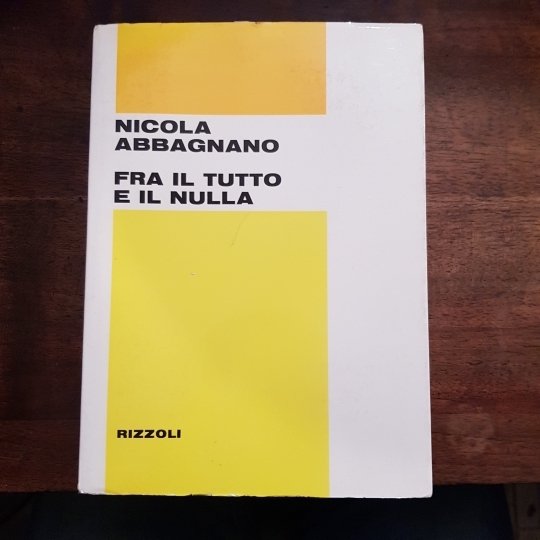 NICOLA
ABBAGNANO
FRA IL TUTTO
E IL NULLA
RIZZOLI